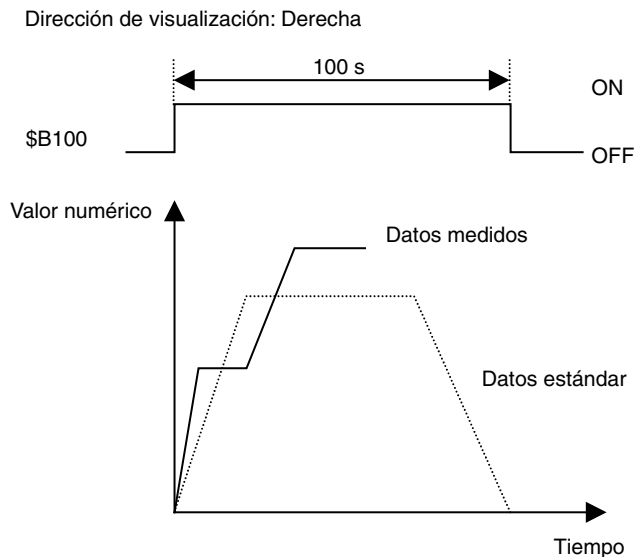 Dirección de visualización: Derecha
100 s
ON
$B100
OFF
Valor numérico
Datos medidos
Datos estándar
Tiempo